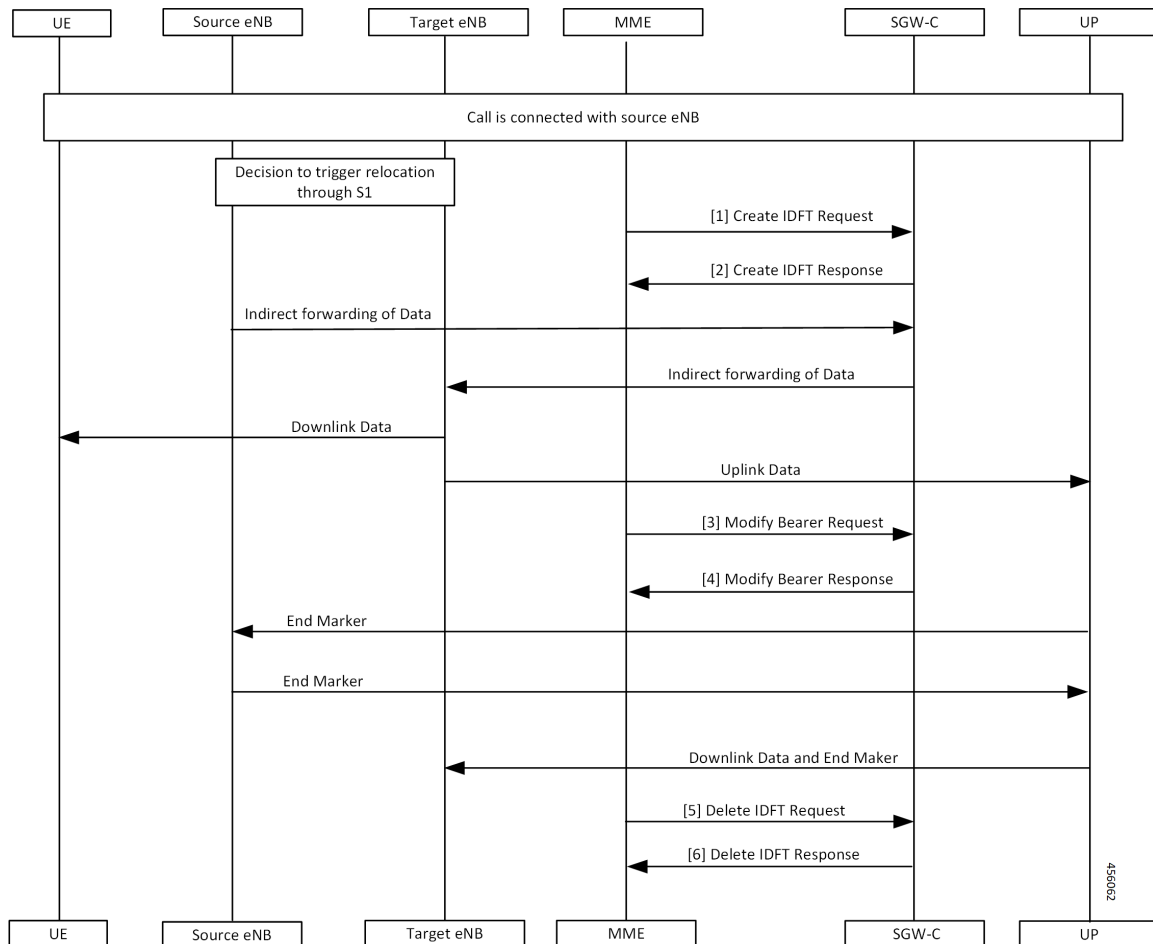 UE
Source eNB
Target eNB
MME
SGW-C
UP
Call is connected with source eNB
Decision to trigger relocation
through S1
[1] Create IDFT Request
[2] Create IDFT Response
Indirect forwarding of Data
Indirect forwarding of Data
Downlink Data
Uplink Data
[3] Modify Bearer Request
[4] Modify Bearer Response
End Marker
End Marker
Downlink Data and End Maker
[5] Delete IDFT Request
[6] Delete IDFT Response
456062
UE
Source eNB
Target eNB
MME
SGW-C
UP